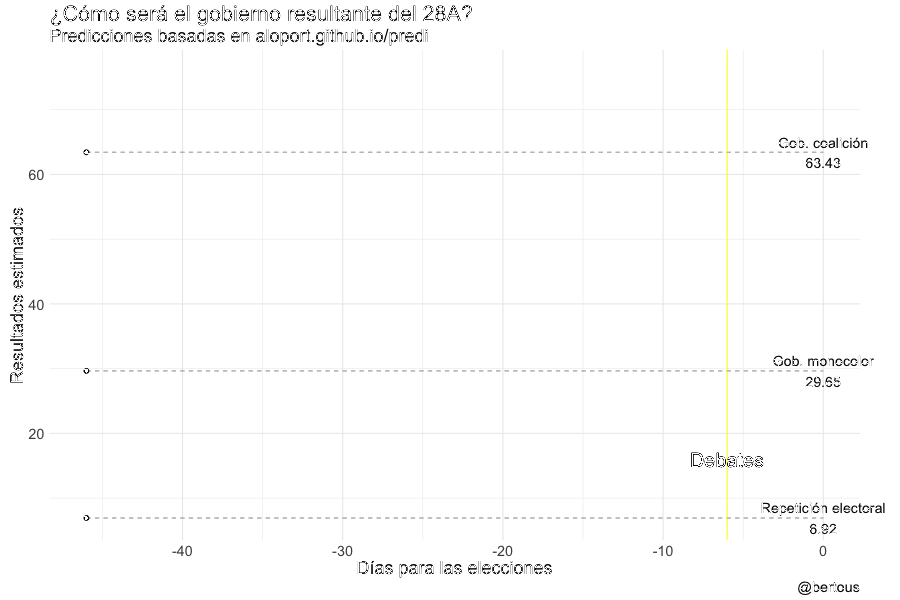 ¿Cómo será el gobierno resultante del 28A?
Predicciones basadas en aloport.github.io/predi
Gob. coalición
63.43
60
Resultados estimados
40
Gob. monocolor
29.65
20
Debates
Repetición electoral
6.92
-40
-30
-20
-10
0
Días para las elecciones
@berteus